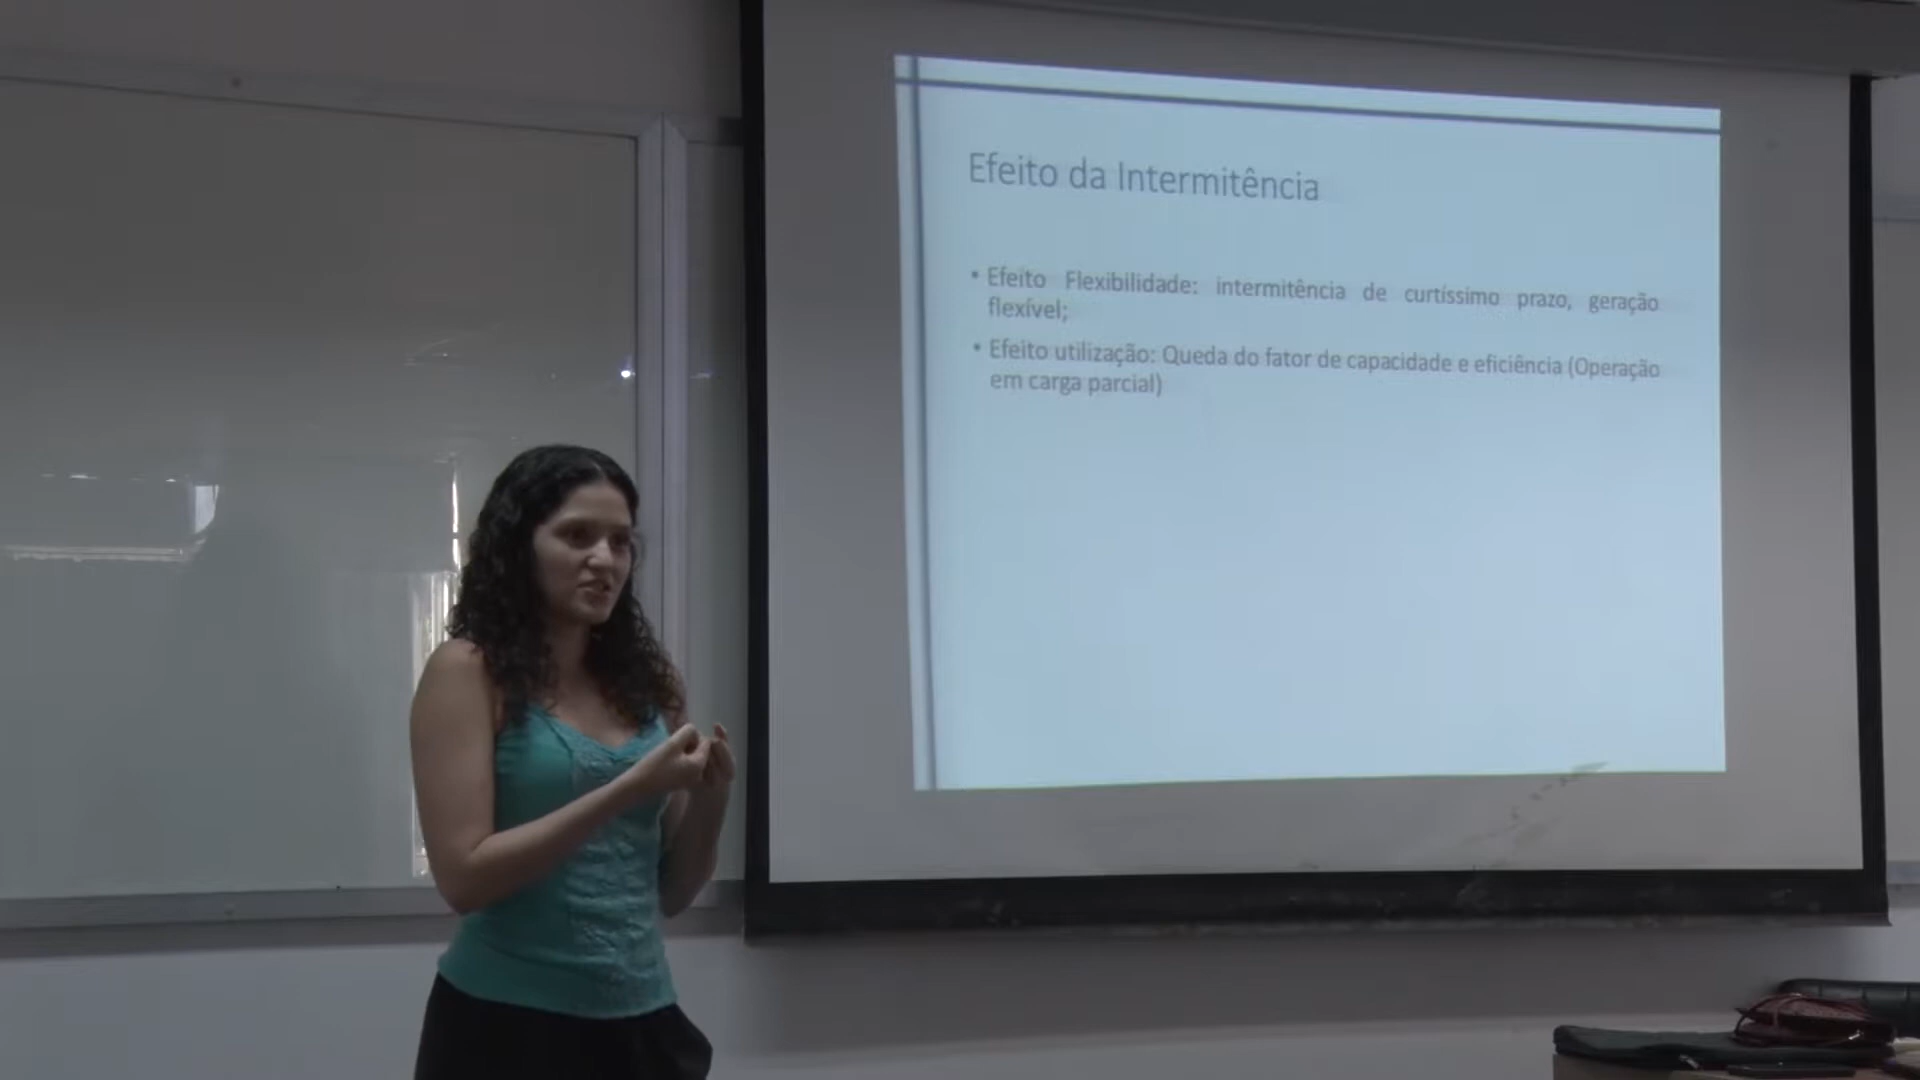 Efeito da Intermitência
• Efeito Flexibilidade: intermitência de curtíssimo prazo, geração
flexível;
• Efeito utilização: Queda do fator de capacidade e eficiência (Operação
em carga parcial)